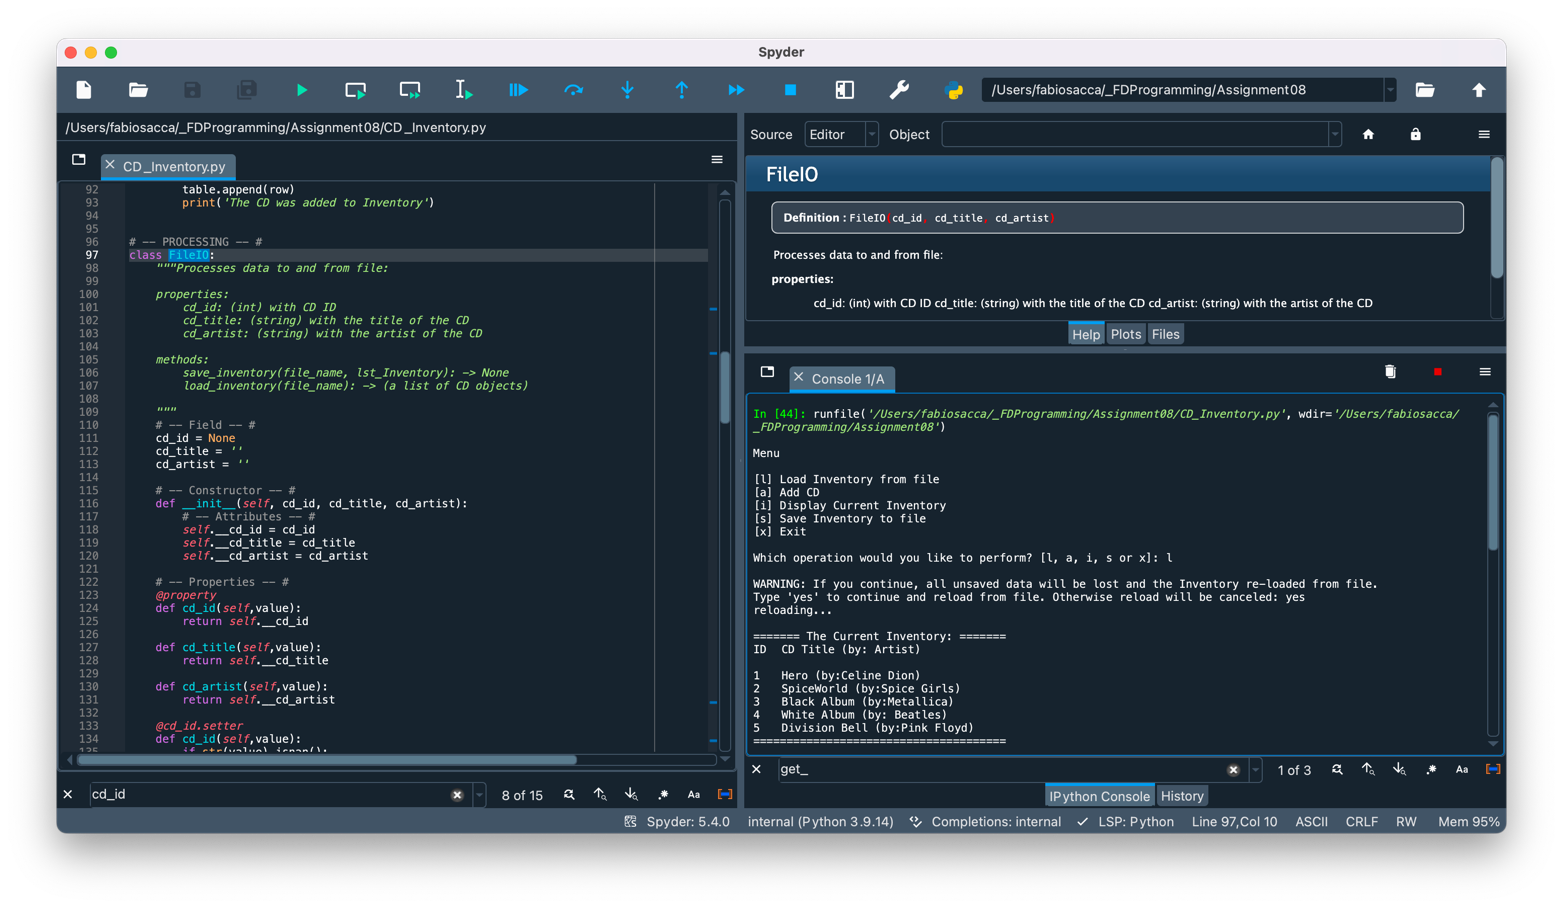 Spyder
/Users/fabiosacca/_FDProgramming/Assignment08
/Users/fabiosacca/_FDProgramming/Assignment08/CD_Inventory.py
CD_Inventory.py
92 table.append(row)
93 print('The CD was added to Inventory')
94
95
96 # -- PROCESSING -- #
97 class FileIO:
98 """Processes data to and from file:
99
100 properties:
101 cd_id: (int) with CD ID
102 cd_title: (string) with the title of the CD
103 cd_artist: (string) with the artist of the CD
104
105 methods:
106 save_inventory(file_name, lst_Inventory): -> None
107 load_inventory(file_name): -> (a list of CD objects)
108
109 """
110 # -- Field -- #
111 cd_id = None
112 cd_title = ''
113 cd_artist = ''
114
115 # -- Constructor -- #
116 def __init__(self, cd_id, cd_title, cd_artist):
117 # -- Attributes -- #
118 self.__cd_id = cd_id
119 self.__cd_title = cd_title
120 self.__cd_artist = cd_artist
121
122 # -- Properties -- #
123 @property
124 def cd_id(self,value):
125 return self.__cd_id
126
127 def cd_title(self,value):
128 return self.__cd_title
129
130 def cd_artist(self,value):
131 return self.__cd_artist
132
133 @cd_id.setter
134 def cd_id(self,value):
135 if str(value).isnan():
cd_id
8 of 15
Aa
Source Editor Object
FileIO
Definition : FileIO(cd_id, cd_title, cd_artist)
Processes data to and from file:
properties:
cd_id: (int) with CD ID cd_title: (string) with the title of the CD cd_artist: (string) with the artist of the CD
Help Plots Files
Console 1/A
In [44]: runfile('/Users/fabiosacca/_FDProgramming/Assignment08/CD_Inventory.py', wdir='/Users/fabiosacca/
_FDProgramming/Assignment08')
Menu
[l] Load Inventory from file
[a] Add CD
[i] Display Current Inventory
[s] Save Inventory to file
[x] Exit
Which operation would you like to perform? [l, a, i, s or x]: l
WARNING: If you continue, all unsaved data will be lost and the Inventory re-loaded from file.
Type 'yes' to continue and reload from file. Otherwise reload will be canceled: yes
reloading...
======= The Current Inventory: =======
ID CD Title (by: Artist)
1 Hero (by:Celine Dion)
2 SpiceWorld (by:Spice Girls)
3 Black Album (by:Metallica)
4 White Album (by: Beatles)
5 Division Bell (by:Pink Floyd)
======================================
get_
1 of 3
Aa
IPython Console History
Spyder: 5.4.0 internal (Python 3.9.14) Completions: internal LSP: Python Line 97,Col 10 ASCII CRLF RW Mem 95%